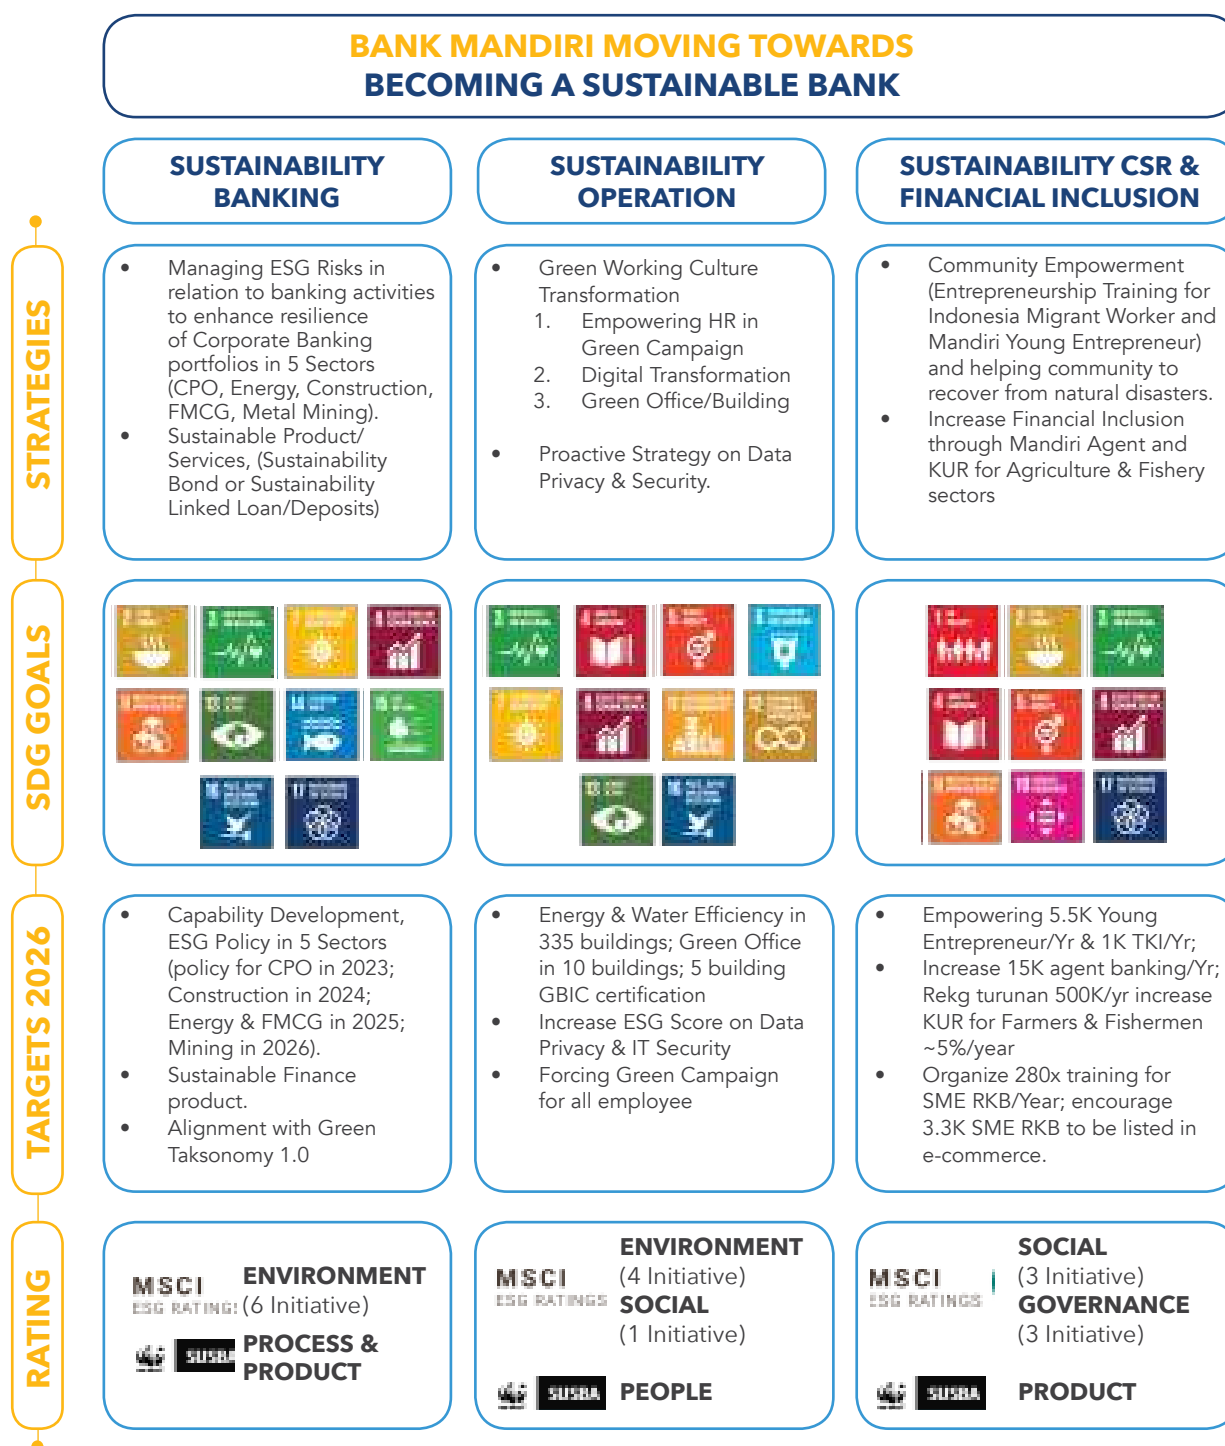 BANK MANDIRI MOVING TOWARDS
BECOMING A SUSTAINABLE BANK
SUSTAINABILITY
BANKING
SUSTAINABILITY
OPERATION
SUSTAINABILITY CSR &
FINANCIAL INCLUSION
STRATEGIES
• Managing ESG Risks in
relation to banking activities
to enhance resilience
of Corporate Banking
portfolios in 5 Sectors
(CPO, Energy, Construction,
FMCG, Metal Mining).
• Sustainable Product/
Services, (Sustainability
Bond or Sustainability
Linked Loan/Deposits)
• Green Working Culture
Transformation
1. Empowering HR in
Green Campaign
2. Digital Transformation
3. Green Office/Building
• Proactive Strategy on Data
Privacy & Security.
• Community Empowerment
(Entrepreneurship Training for
Indonesia Migrant Worker and
Mandiri Young Entrepreneur)
and helping community to
recover from natural disasters.
• Increase Financial Inclusion
through Mandiri Agent and
KUR for Agriculture & Fishery
sectors
SDG GOALS
TARGETS 2026
• Capability Development,
ESG Policy in 5 Sectors
(policy for CPO in 2023;
Construction in 2024;
Energy & FMCG in 2025;
Mining in 2026).
• Sustainable Finance
product.
• Alignment with Green
Taksonomy 1.0
• Energy & Water Efficiency in
335 buildings; Green Office
in 10 buildings; 5 building
GBIC certification
• Increase ESG Score on Data
Privacy & IT Security
• Forcing Green Campaign
for all employee
• Empowering 5.5K Young
Entrepreneur/Yr & 1K TKI/Yr;
• Increase 15K agent banking/Yr;
Rekg turunan 500K/yr increase
KUR for Farmers & Fishermen
~5%/year
• Organize 280x training for
SME RKB/Year; encourage
3.3K SME RKB to be listed in
e-commerce.
RATING
MSCI
ESG RATINGS
ENVIRONMENT
(6 Initiative)
SUSBA
PROCESS &
PRODUCT
MSCI
ESG RATINGS
ENVIRONMENT
(4 Initiative)
SOCIAL
(1 Initiative)
SUSBA
PEOPLE
MSCI
ESG RATINGS
SOCIAL
(3 Initiative)
GOVERNANCE
(3 Initiative)
SUSBA
PRODUCT